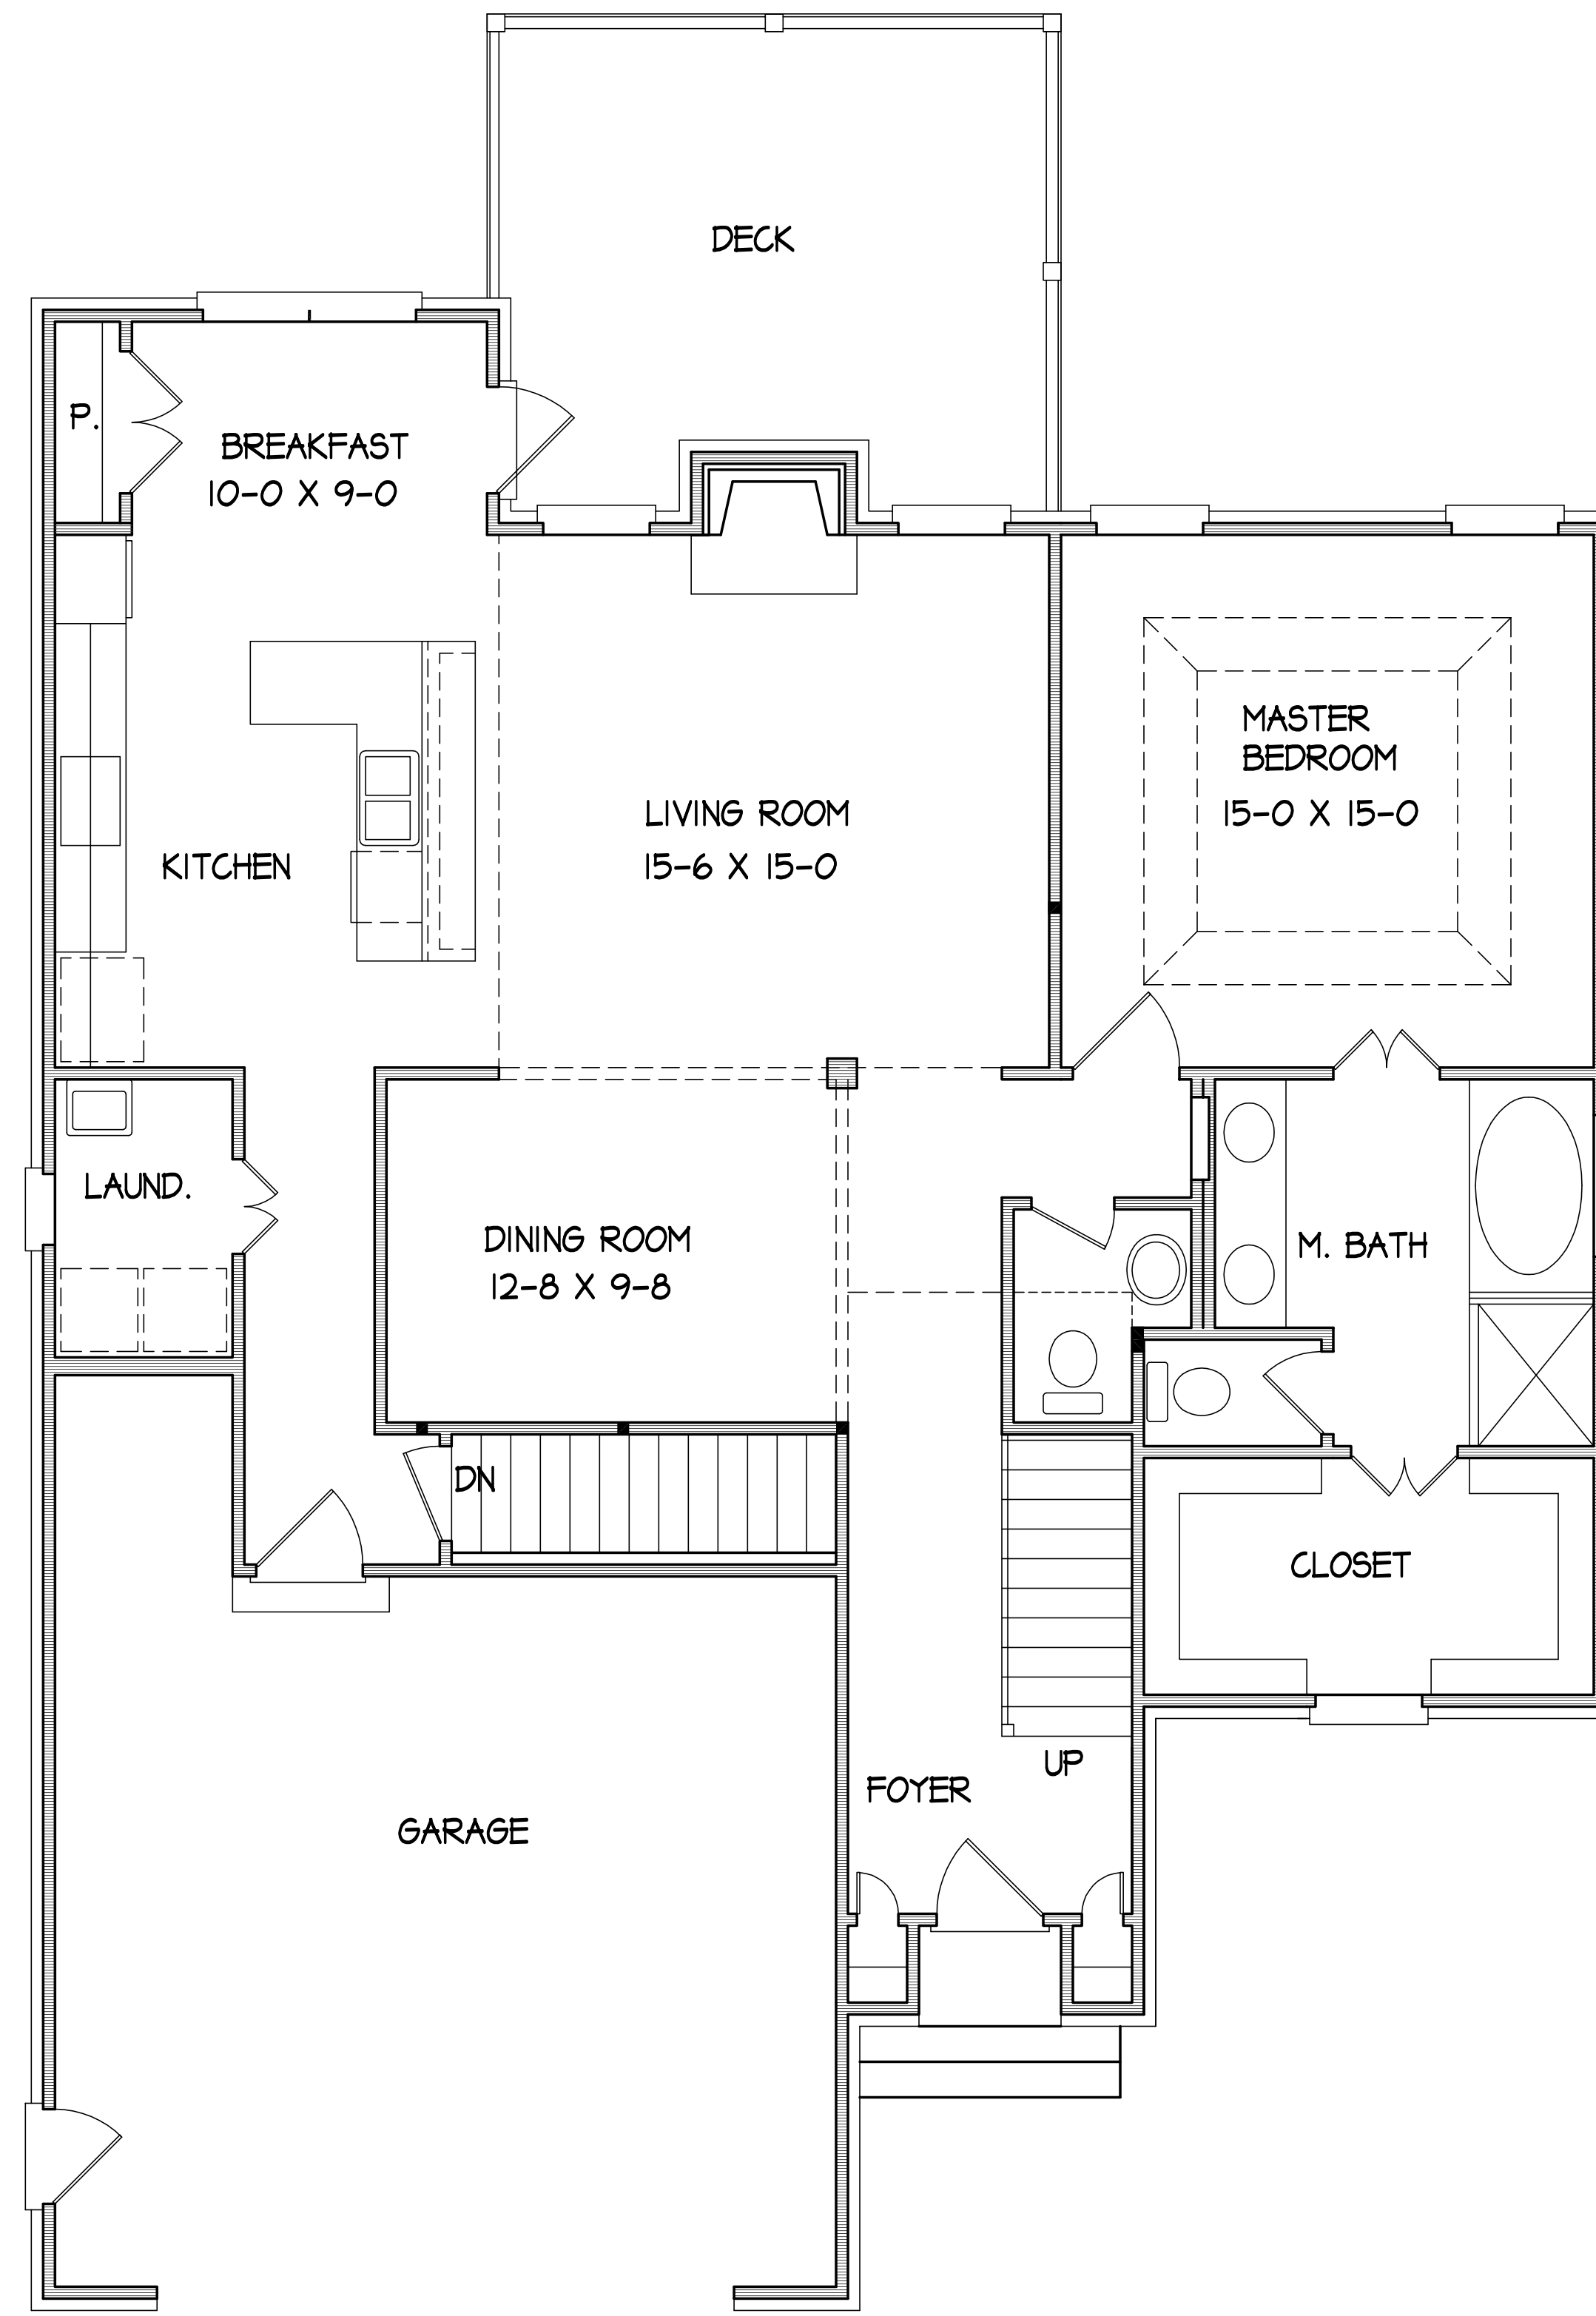 DECK
P.
BREAKFAST
10-0 X 9-0
MASTER
BEDROOM
15-0 X 15-0
LIVING ROOM
15-6 X 15-0
KITCHEN
LAUND.
DINING ROOM
12-8 X 9-8
M. BATH
DN
CLOSET
UP
FOYER
GARAGE